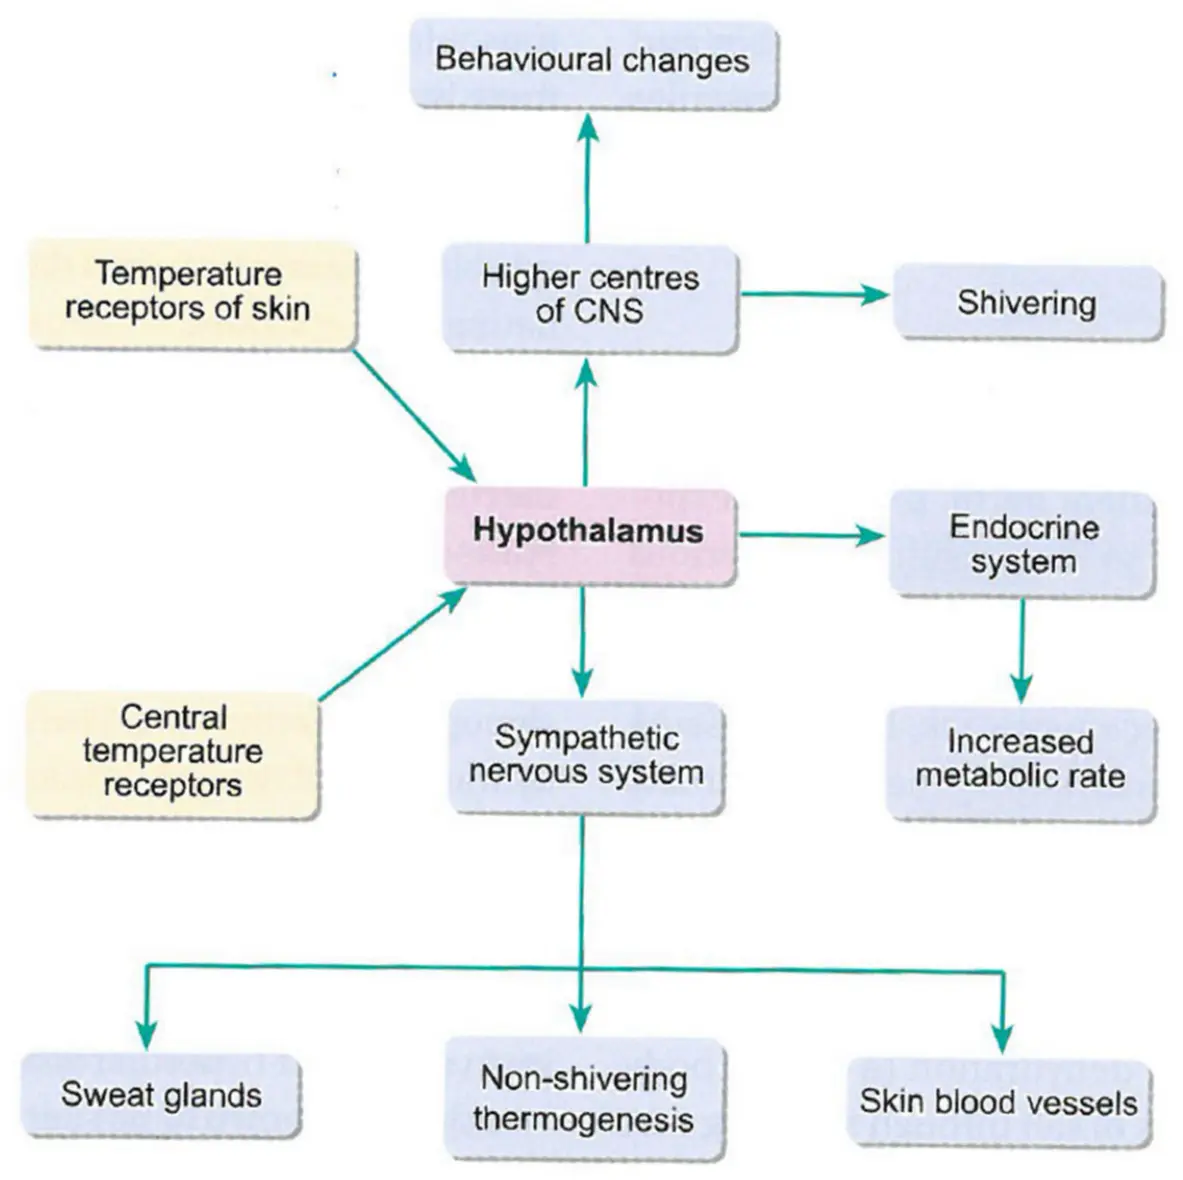 Behavioural changes
Temperature
receptors of skin
Higher centres
of CNS
Shivering
Hypothalamus
Endocrine
system
Central
temperature
receptors
Sympathetic
nervous system
Increased
metabolic rate
Sweat glands
Non-shivering
thermogenesis
Skin blood vessels